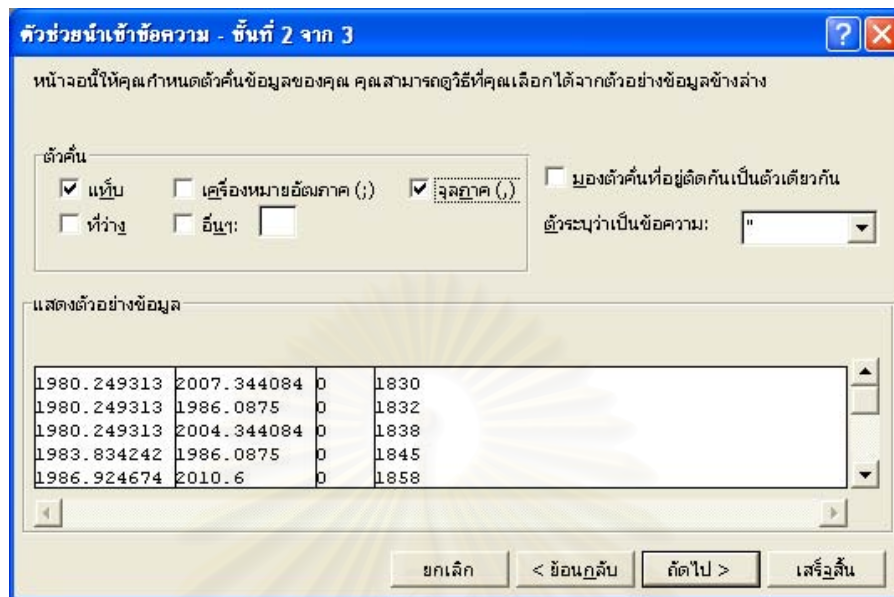 ตัวช่วยนำเข้าข้อความ - ขั้นที่ 2 จาก 3
หน้าจอนี้ให้คุณกำหนดตัวคั่นข้อมูลของคุณ คุณสามารถดูวิธีที่คุณเลือกได้จากตัวอย่างข้อมูลข้างล่าง
ตัวคั่น
แท็บ เครื่องหมายอัฒภาค (;) จุลภาค (,)
ที่ว่าง อื่นๆ:
มองตัวคั่นที่อยู่ติดกันเป็นตัวเดียวกัน
ตัวระบุว่าเป็นข้อความ: "
แสดงตัวอย่างข้อมูล
1980.249313 2007.344084 0 1830
1980.249313 1986.0875 0 1832
1980.249313 2004.344084 0 1838
1983.834242 1986.0875 0 1845
1986.924674 2010.6 0 1858
ยกเลิก < ย้อนกลับ ถัดไป > เสร็จสิ้น